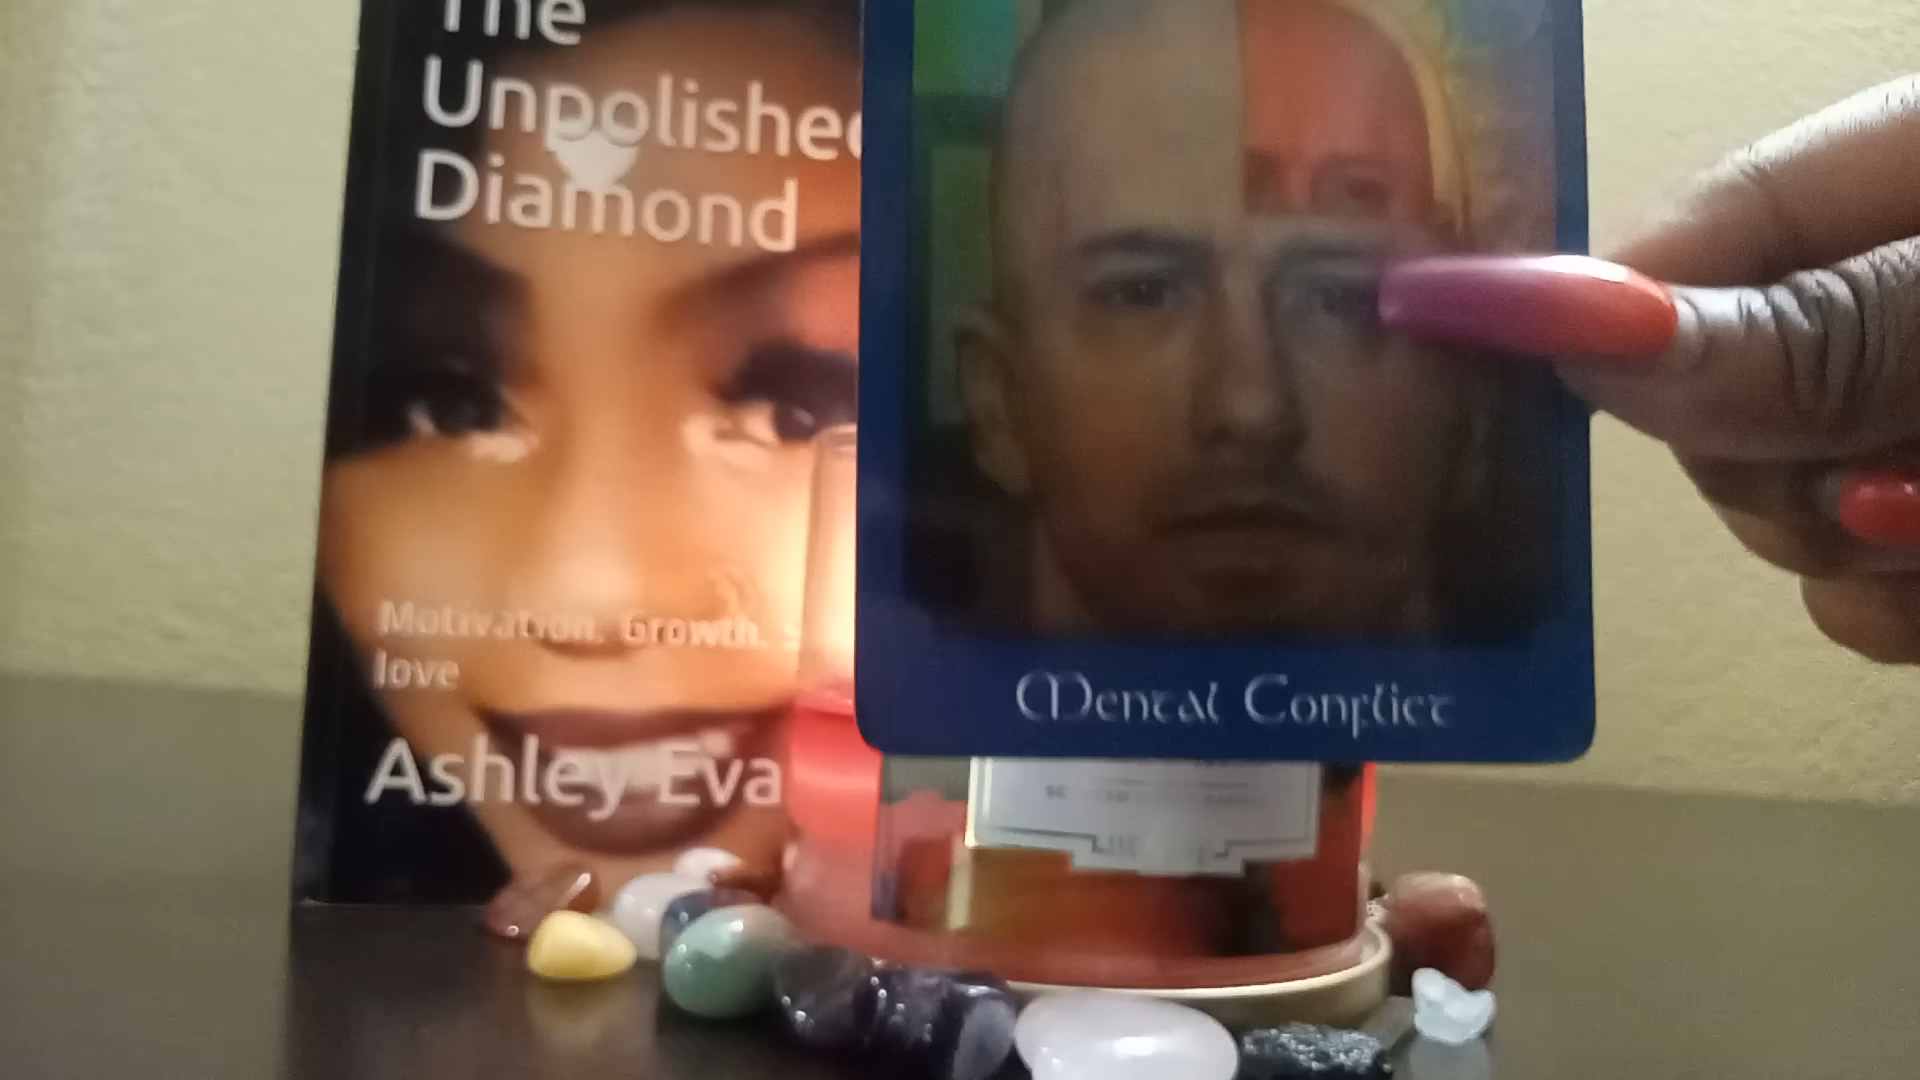 The
Unpolished
Diamond
Motivation. Growth. S
love
Ashley Eva
Mental Conflict